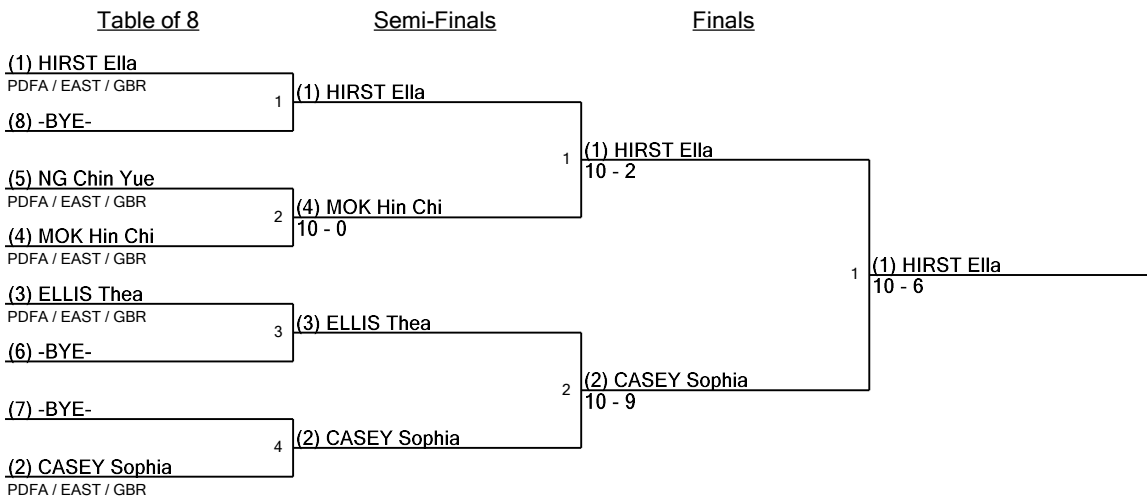 Table of 8
Semi-Finals
Finals
(1) HIRST Ella
PDFA / EAST / GBR
(8) -BYE-
(5) NG Chin Yue
PDFA / EAST / GBR
(4) MOK Hin Chi
PDFA / EAST / GBR
(3) ELLIS Thea
PDFA / EAST / GBR
(6) -BYE-
(7) -BYE-
(2) CASEY Sophia
PDFA / EAST / GBR
1
(1) HIRST Ella
2
(4) MOK Hin Chi
10 - 0
3
(3) ELLIS Thea
4
(2) CASEY Sophia
1
(1) HIRST Ella
10 - 2
2
(2) CASEY Sophia
10 - 9
1
(1) HIRST Ella
10 - 6